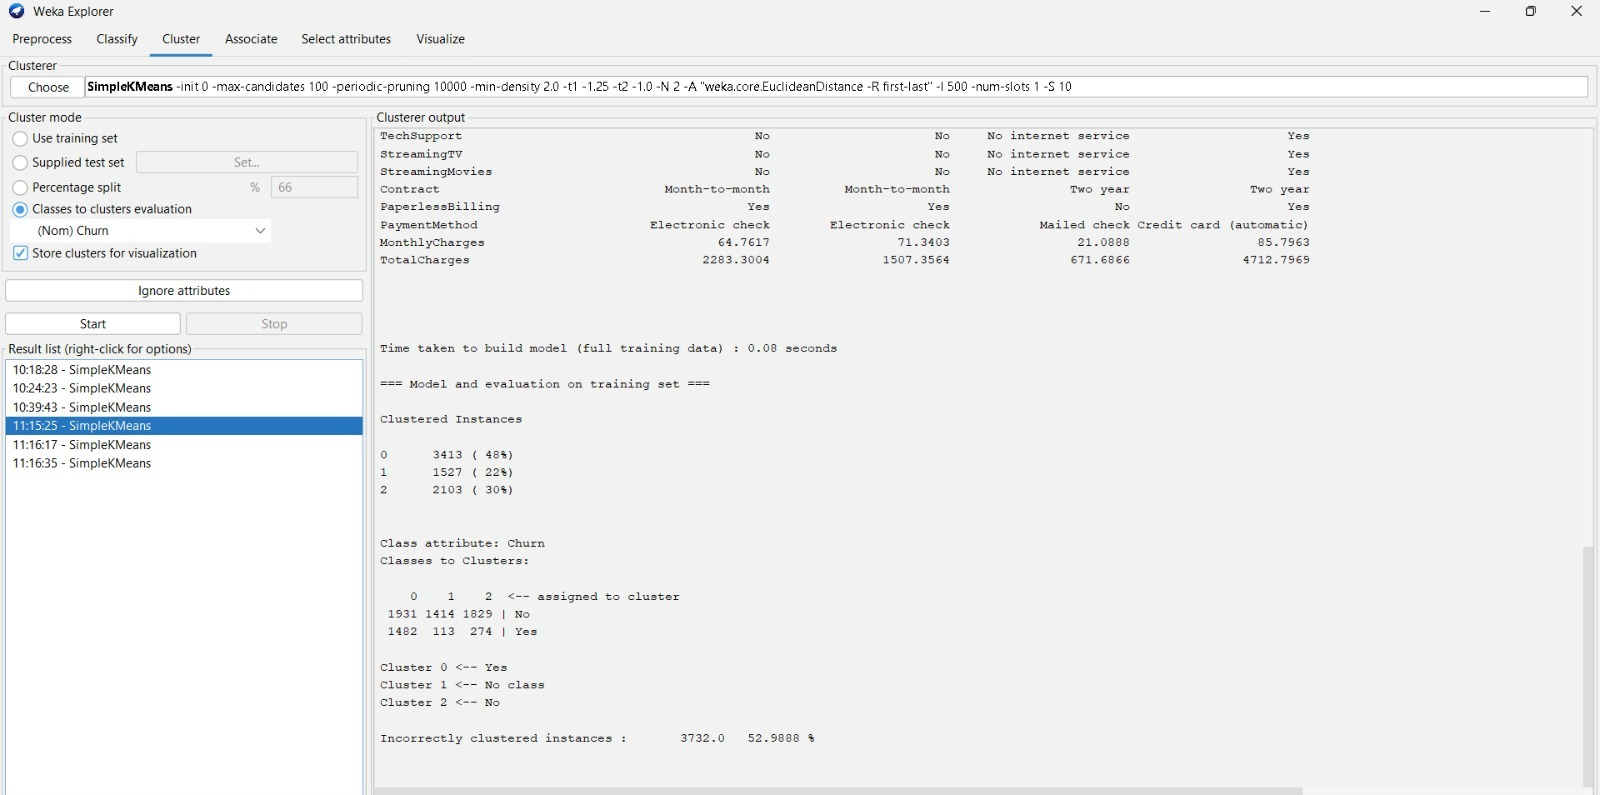 Weka Explorer
Preprocess Classify Cluster Associate Select attributes Visualize
Clusterer
Choose SimpleKMeans -init 0 -max-candidates 100 -periodic-pruning 10000 -min-density 2.0 -t1 -1.25 -t2 -1.0 -N 2 -A "weka.core.EuclideanDistance -R first-last" -I 500 -num-slots 1 -S 10
Cluster mode
Use training set
Supplied test set Set...
Percentage split % 66
Classes to clusters evaluation
(Nom) Churn
Store clusters for visualization
Ignore attributes
Start Stop
Result list (right-click for options)
10:18:28 - SimpleKMeans
10:24:23 - SimpleKMeans
10:39:43 - SimpleKMeans
11:15:25 - SimpleKMeans
11:16:17 - SimpleKMeans
11:16:35 - SimpleKMeans
Clusterer output
TechSupport No No No internet service Yes
StreamingTV No No No internet service Yes
StreamingMovies No No No internet service Yes
Contract Month-to-month Month-to-month Two year Two year
PaperlessBilling Yes Yes No Yes
PaymentMethod Electronic check Electronic check Mailed check Credit card (automatic)
MonthlyCharges 64.7617 71.3403 21.0888 85.7963
TotalCharges 2283.3004 1507.3564 671.6866 4712.7969
Time taken to build model (full training data) : 0.08 seconds
=== Model and evaluation on training set ===
Clustered Instances
0 3413 ( 48%)
1 1527 ( 22%)
2 2103 ( 30%)
Class attribute: Churn
Classes to Clusters:
0 1 2 <-- assigned to cluster
1931 1414 1829 | No
1482 113 274 | Yes
Cluster 0 <-- Yes
Cluster 1 <-- No class
Cluster 2 <-- No
Incorrectly clustered instances : 3732.0 52.9888 %